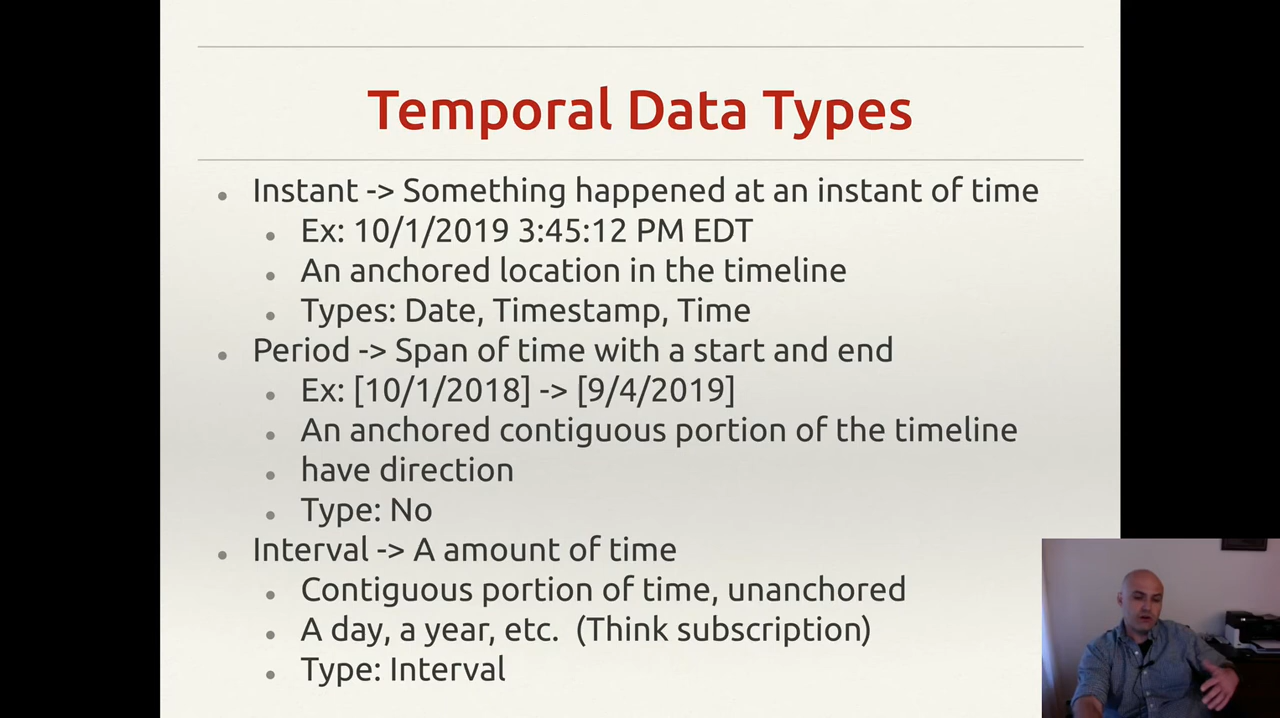 Temporal Data Types
Instant -> Something happened at an instant of time
Ex: 10/1/2019 3:45:12 PM EDT
An anchored location in the timeline
Types: Date, Timestamp, Time
Period -> Span of time with a start and end
Ex: [10/1/2018] -> [9/4/2019]
An anchored contiguous portion of the timeline
have direction
Type: No
Interval -> A amount of time
Contiguous portion of time, unanchored
A day, a year, etc. (Think subscription)
Type: Interval